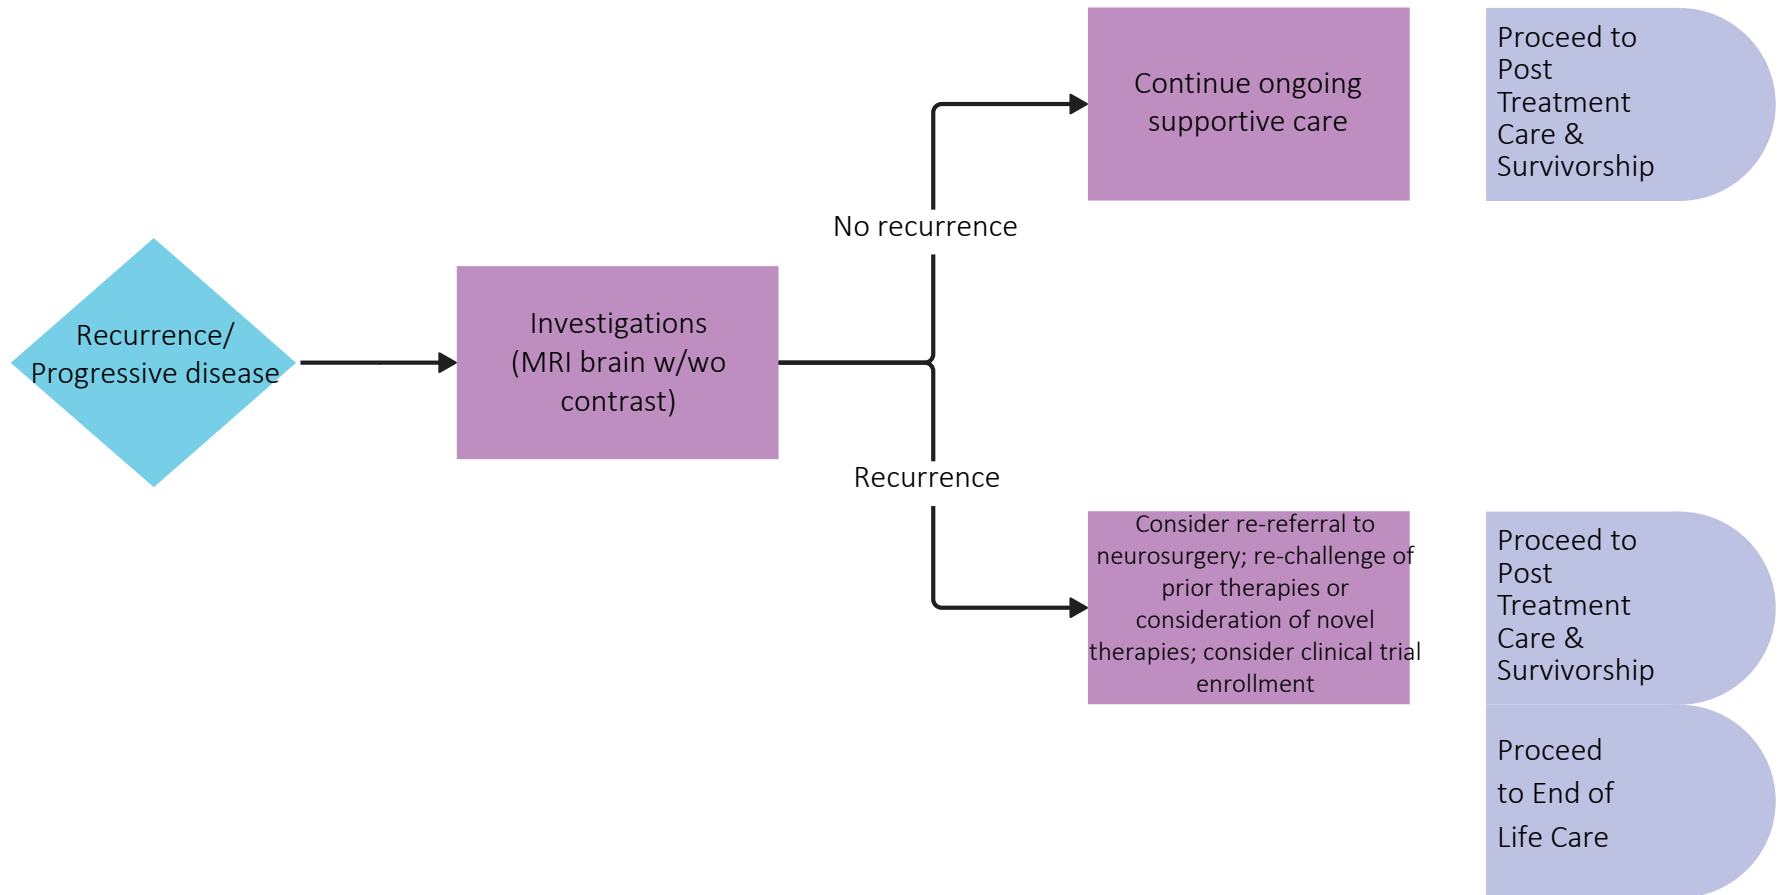 Recurrence/
Progressive disease
Investigations
(MRI brain w/wo
contrast)
No recurrence
Recurrence
Continue ongoing
supportive care
Proceed to
Post
Treatment
Care &
Survivorship
Consider re-referral to
neurosurgery; re-challenge of
prior therapies or
consideration of novel
therapies; consider clinical trial
enrollment
Proceed to
Post
Treatment
Care &
Survivorship
Proceed
to End of
Life Care